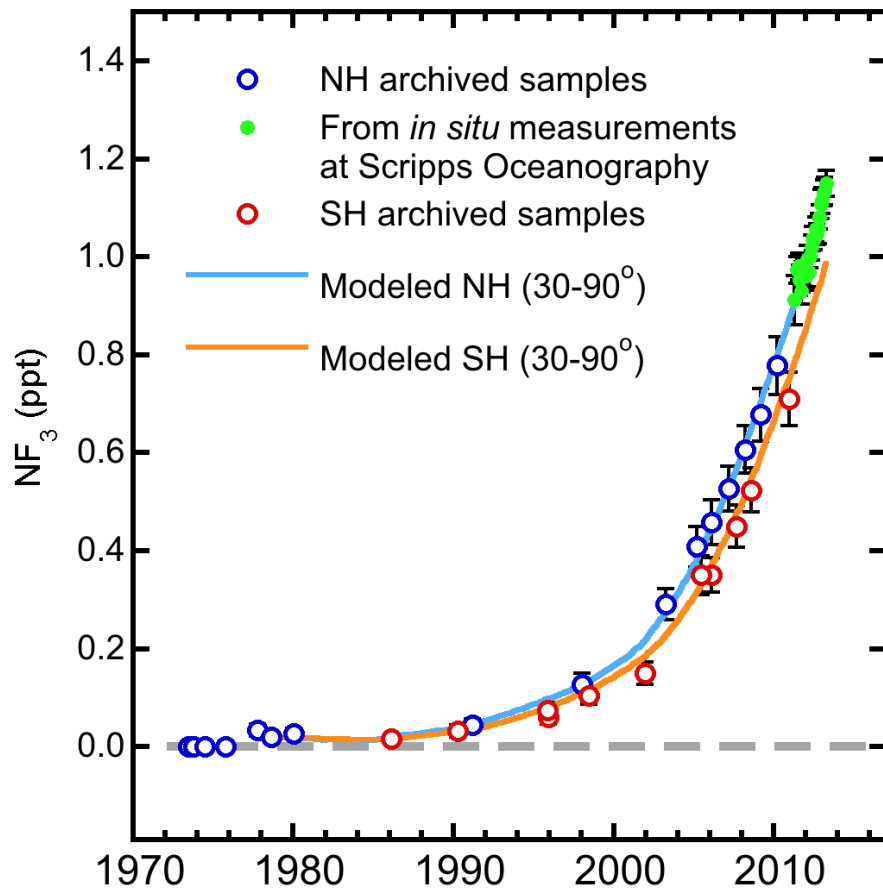 1.4
1.2
1.0
0.8
0.6
0.4
0.2
0.0
NF₃ (ppt)
NH archived samples
From in situ measurements
at Scripps Oceanography
SH archived samples
Modeled NH (30-90°)
Modeled SH (30-90°)
1970 1980 1990 2000 2010